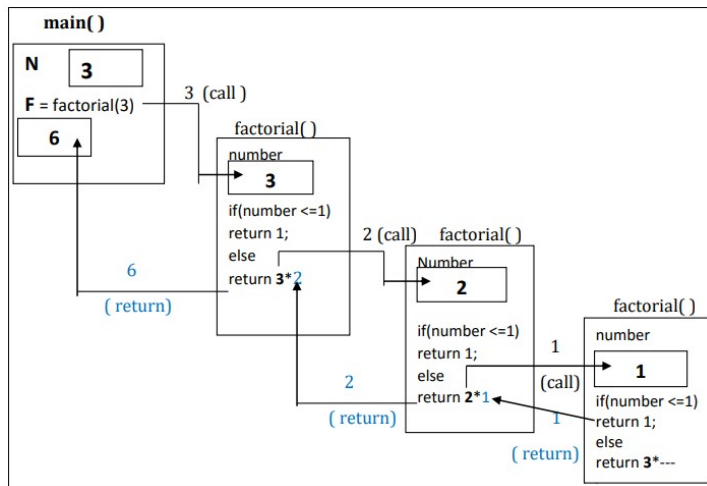 main( )
N 3
F = factorial(3)
6
3 (call )
factorial( )
number
3
if(number <=1)
return 1;
else
return 3*2
6
( return)
2 (call)
factorial( )
Number
2
if(number <=1)
return 1;
else
return 2*1
2
( return)
1
(call)
factorial( )
number
1
if(number <=1)
return 1;
else
return 3*---
1
( return)